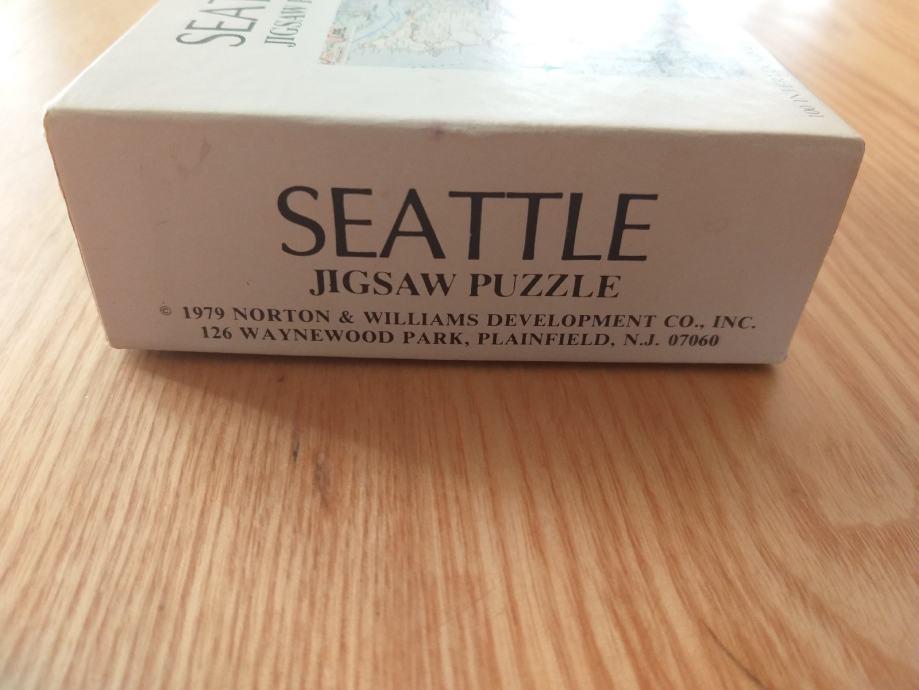 SEATTLE
JIGSAW PUZZLE
© 1979 NORTON & WILLIAMS DEVELOPMENT CO., INC.
126 WAYNEWOOD PARK, PLAINFIELD, N.J. 07060